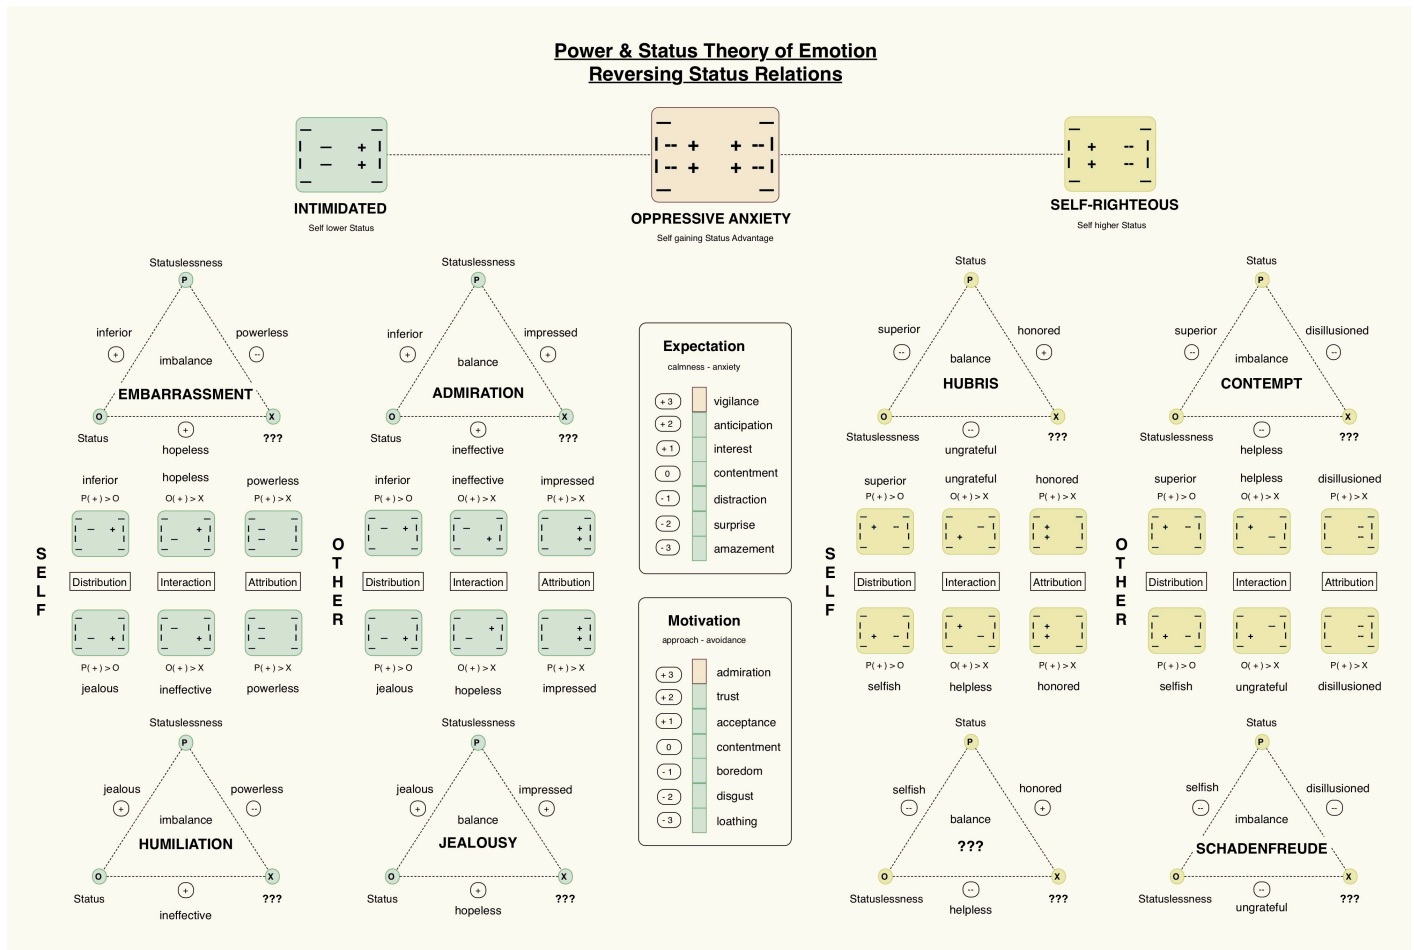 Power & Status Theory of Emotion
Reversing Status Relations
INTIMIDATED
Self lower Status
OPPRESSIVE ANXIETY
Self gaining Status Advantage
SELF-RIGHTEOUS
Self higher Status
Statuslessness
P
inferior
+
powerless
--
imbalance
EMBARRASSMENT
O
X
Status
+
hopeless
???
Statuslessness
P
inferior
+
impressed
+
balance
ADMIRATION
O
X
Status
+
ineffective
???
Expectation
calmness - anxiety
+ 3 vigilance
+ 2 anticipation
+ 1 interest
0 contentment
- 1 distraction
- 2 surprise
- 3 amazement
Motivation
approach - avoidance
+ 3 admiration
+ 2 trust
+ 1 acceptance
0 contentment
- 1 boredom
- 2 disgust
- 3 loathing
Status
P
superior
--
honored
+
balance
HUBRIS
O
X
Statuslessness
--
ungrateful
???
Status
P
superior
--
disillusioned
--
imbalance
CONTEMPT
O
X
Statuslessness
--
helpless
???
SELF
inferior hopeless powerless
P( + ) > O O( + ) > X P( + ) > X
Distribution Interaction Attribution
P( + ) > O O( + ) > X P( + ) > X
jealous ineffective powerless
OTHER
inferior ineffective impressed
P( + ) > O O( + ) > X P( + ) > X
Distribution Interaction Attribution
P( + ) > O O( + ) > X P( + ) > X
jealous hopeless impressed
SELF
superior ungrateful honored
P( + ) > O O( + ) > X P( + ) > X
Distribution Interaction Attribution
P( + ) > O O( + ) > X P( + ) > X
selfish helpless honored
OTHER
superior helpless disillusioned
P( + ) > O O( + ) > X P( + ) > X
Distribution Interaction Attribution
P( + ) > O O( + ) > X P( + ) > X
selfish ungrateful disillusioned
Statuslessness
P
jealous
+
powerless
--
imbalance
HUMILIATION
O
X
Status
+
ineffective
???
Statuslessness
P
jealous
+
impressed
+
balance
JEALOUSY
O
X
Status
+
hopeless
???
Status
P
selfish
--
honored
+
balance
???
O
X
Statuslessness
--
helpless
???
Status
P
selfish
--
disillusioned
--
imbalance
SCHADENFREUDE
O
X
Statuslessness
--
ungrateful
???